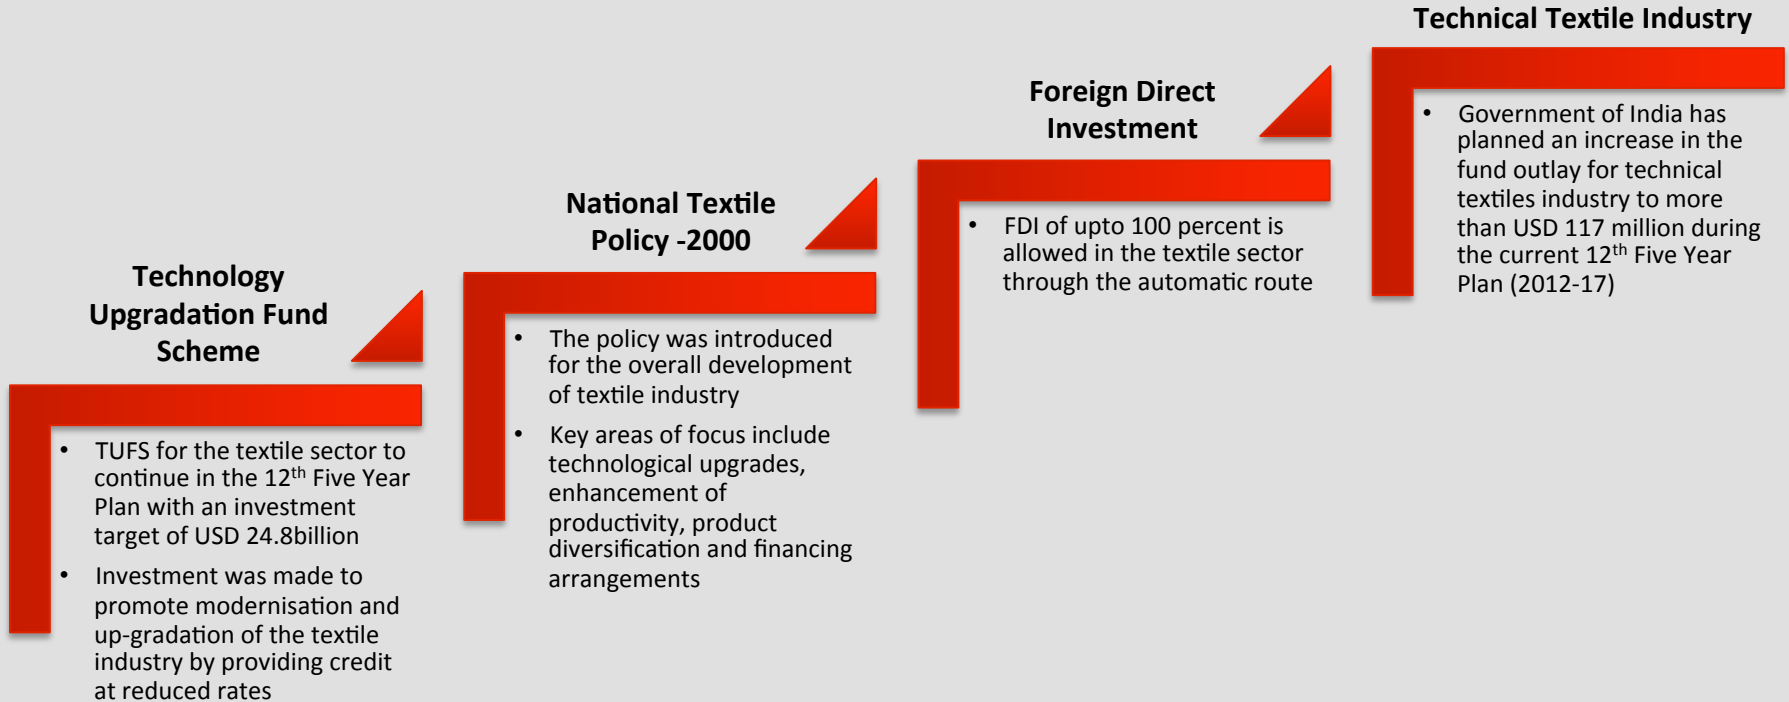 Technology
Upgradation Fund
Scheme
• TUFS for the textile sector to
continue in the 12th Five Year
Plan with an investment
target of USD 24.8billion
• Investment was made to
promote modernisation and
up-gradation of the textile
industry by providing credit
at reduced rates
National Textile
Policy -2000
• The policy was introduced
for the overall development
of textile industry
• Key areas of focus include
technological upgrades,
enhancement of
productivity, product
diversification and financing
arrangements
Foreign Direct
Investment
• FDI of upto 100 percent is
allowed in the textile sector
through the automatic route
Technical Textile Industry
• Government of India has
planned an increase in the
fund outlay for technical
textiles industry to more
than USD 117 million during
the current 12th Five Year
Plan (2012-17)